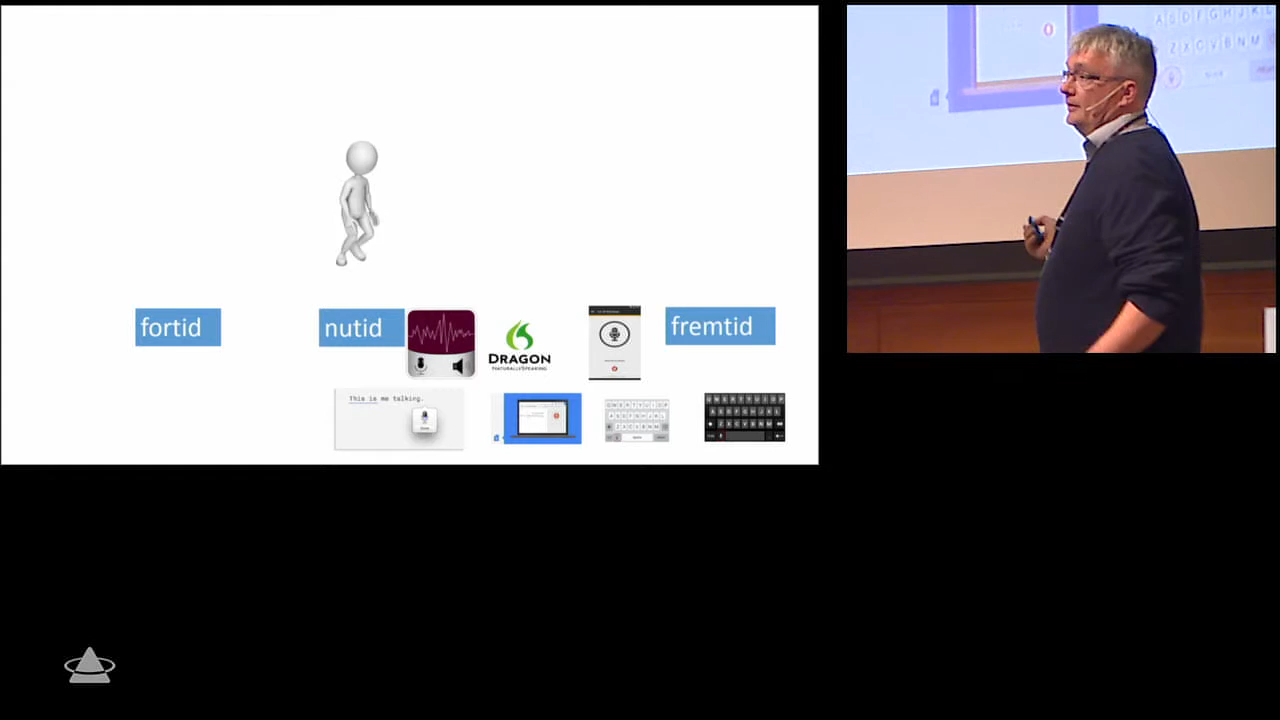 fortid
nutid
fremtid
DRAGON
NATURALLYSPEAKING
This is me talking.
Q W E R T Y U I O P
A S D F G H J K L
Z X C V B N M
Q W E R T Y U I O P
A S D F G H J K L
Z X C V B N M
A S D F G H J K L
Z X C V B N M